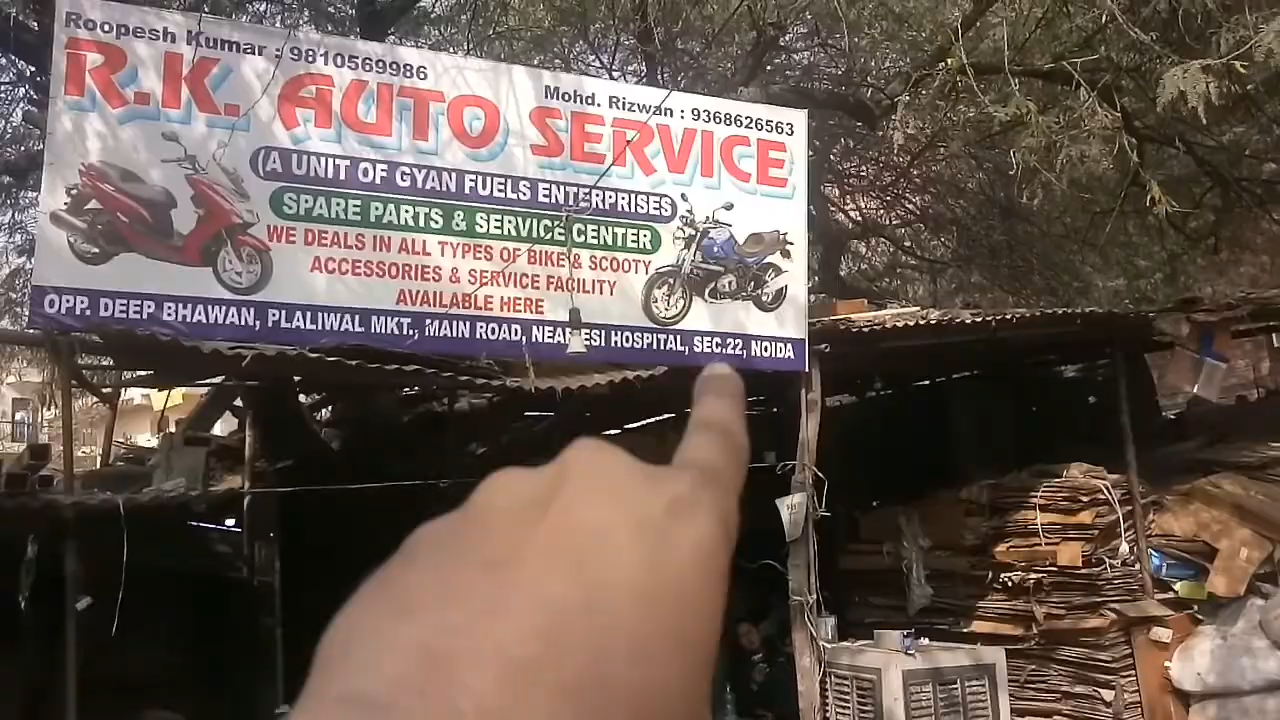 Roopesh Kumar : 9810569986
Mohd. Rizwan : 9368626563
R.K. AUTO SERVICE
(A UNIT OF GYAN FUELS ENTERPRISES
SPARE PARTS & SERVICE CENTER
WE DEALS IN ALL TYPES OF BIKE & SCOOTY
ACCESSORIES & SERVICE FACILITY
AVAILABLE HERE
OPP. DEEP BHAWAN, PLALIWAL MKT., MAIN ROAD, NEAR ESI HOSPITAL, SEC.22, NOIDA